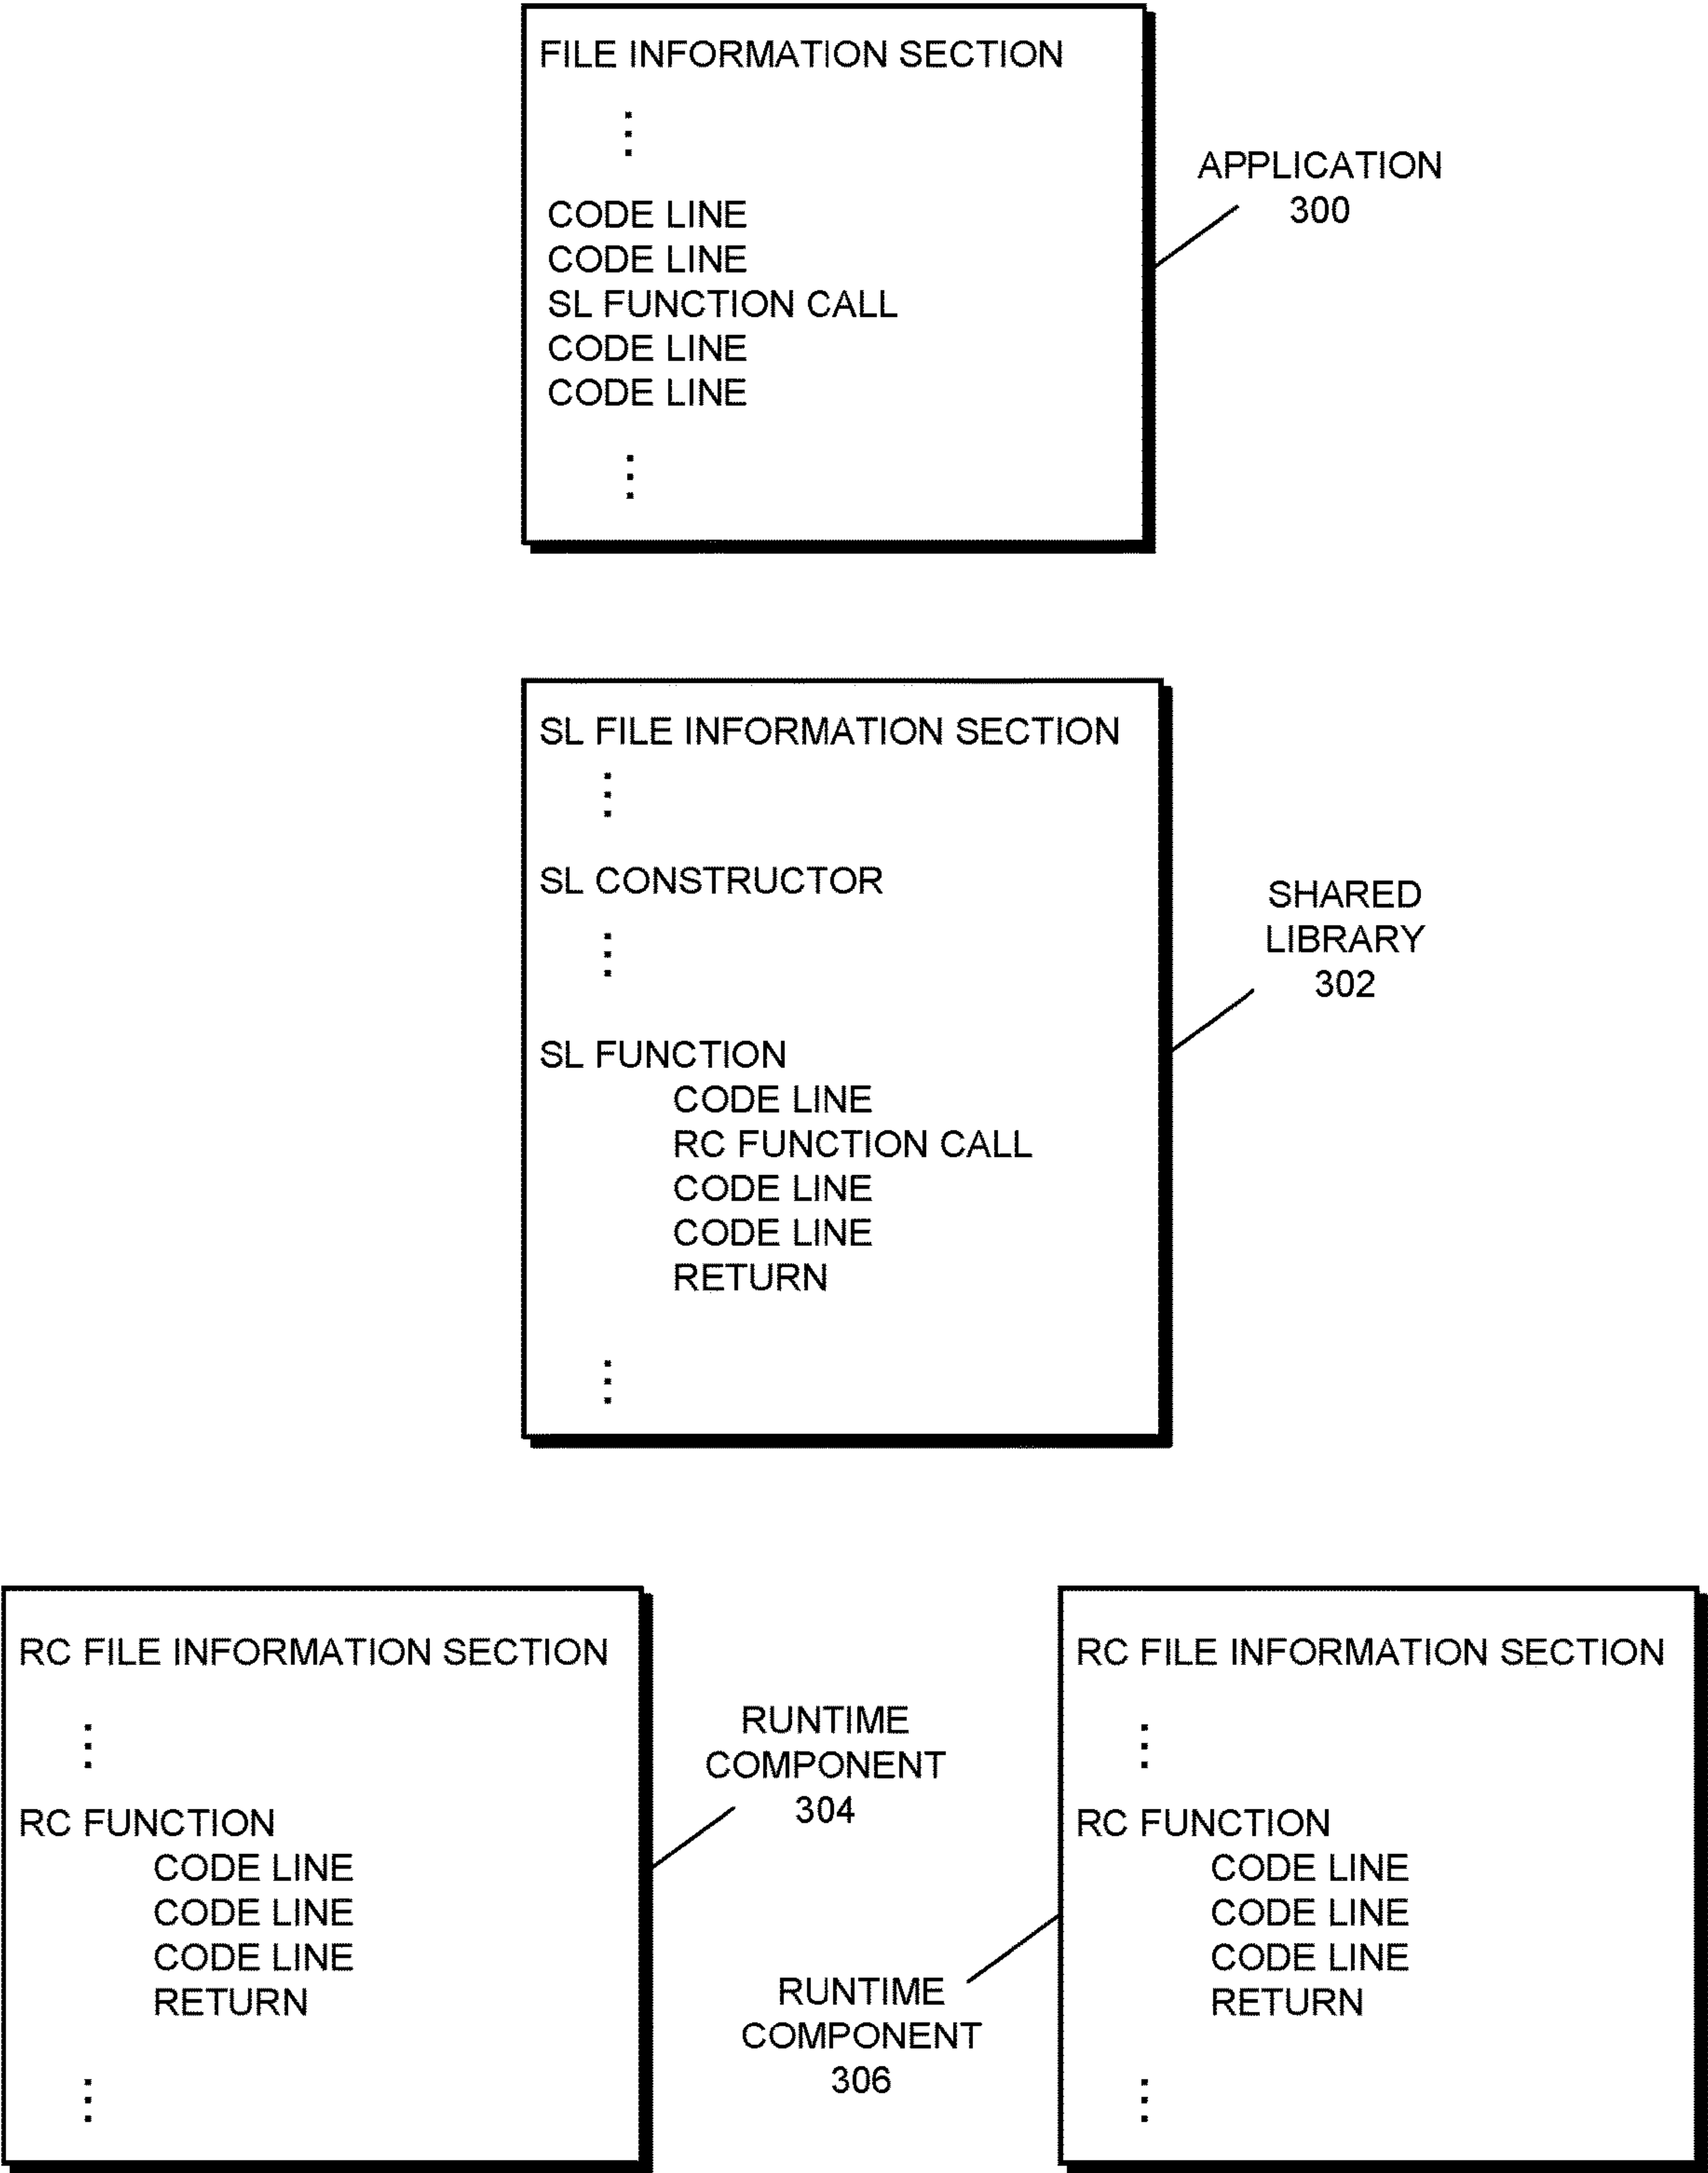 FILE INFORMATION SECTION
CODE LINE
CODE LINE
SL FUNCTION CALL
CODE LINE
CODE LINE
APPLICATION
300
SL FILE INFORMATION SECTION
SL CONSTRUCTOR
SL FUNCTION
CODE LINE
RC FUNCTION CALL
CODE LINE
CODE LINE
RETURN
SHARED
LIBRARY
302
RC FILE INFORMATION SECTION
RC FUNCTION
CODE LINE
CODE LINE
CODE LINE
RETURN
RUNTIME
COMPONENT
304
RUNTIME
COMPONENT
306
RC FILE INFORMATION SECTION
RC FUNCTION
CODE LINE
CODE LINE
CODE LINE
RETURN